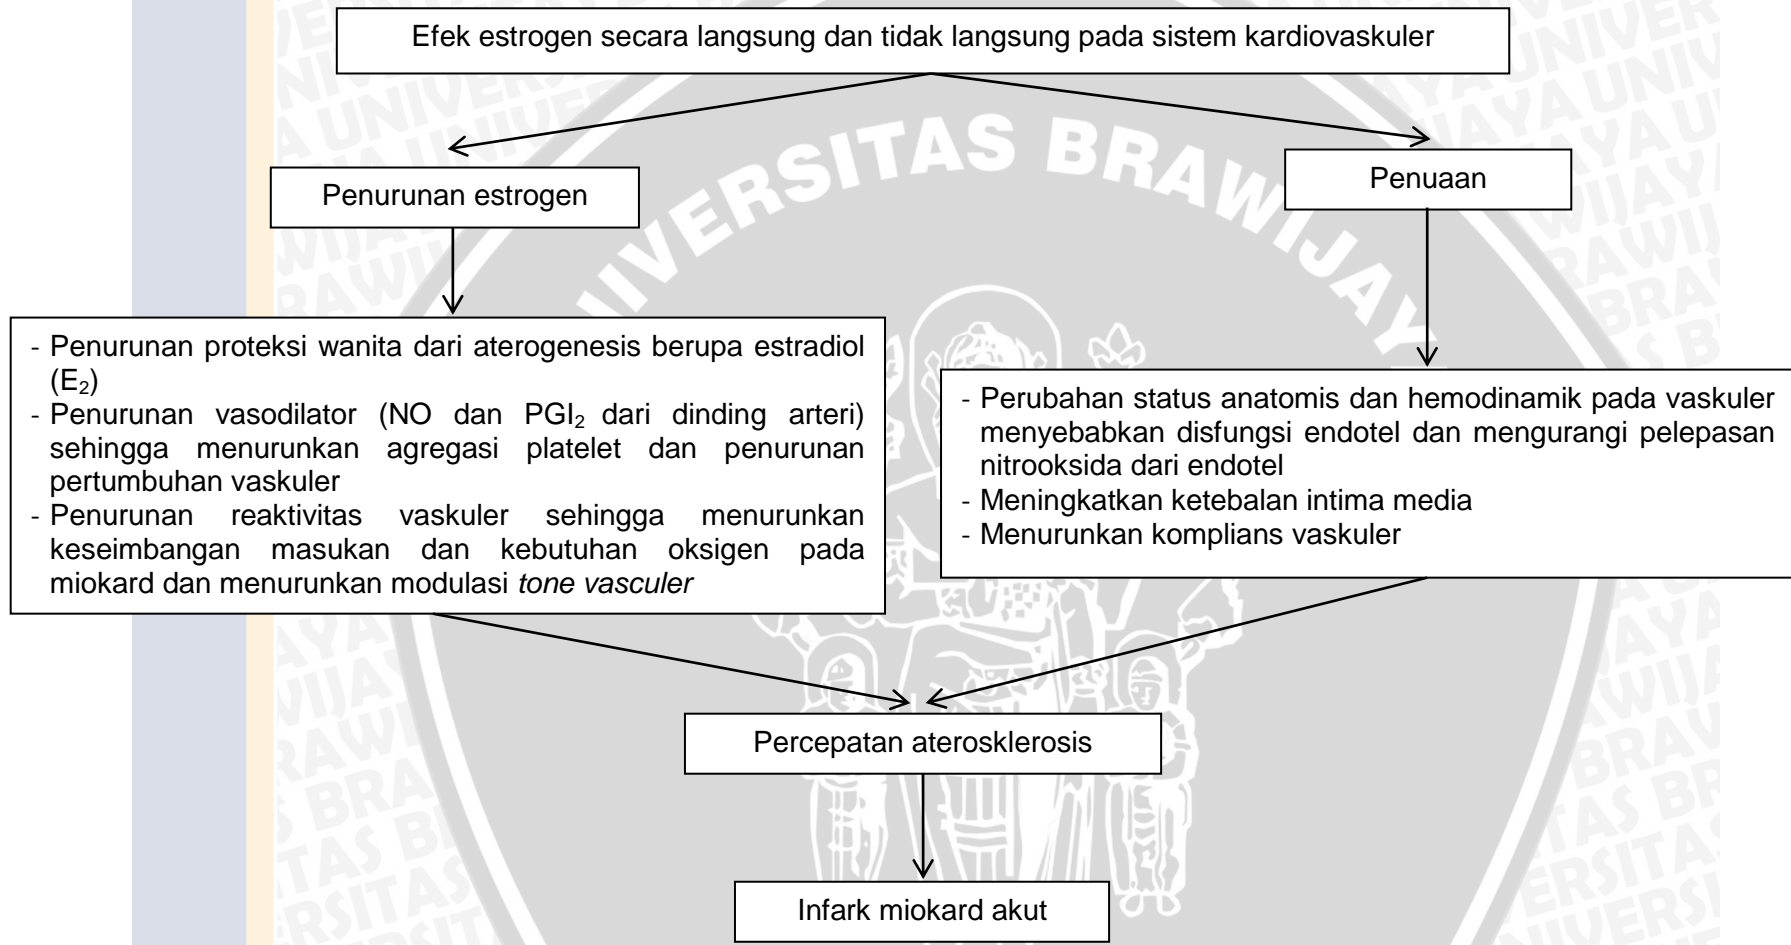 Efek estrogen secara langsung dan tidak langsung pada sistem kardiovaskuler
UNIVERSITAS BRAWIJAYA
Penurunan estrogen
Penuaan
- Penurunan proteksi wanita dari aterogenesis berupa estradiol
(E₂)
- Penurunan vasodilator (NO dan PGI₂ dari dinding arteri)
sehingga menurunkan agregasi platelet dan penurunan
pertumbuhan vaskuler
- Penurunan reaktivitas vaskuler sehingga menurunkan
keseimbangan masukan dan kebutuhan oksigen pada
miokard dan menurunkan modulasi tone vasculer
- Perubahan status anatomis dan hemodinamik pada vaskuler
menyebabkan disfungsi endotel dan mengurangi pelepasan
nitrooksida dari endotel
- Meningkatkan ketebalan intima media
- Menurunkan komplians vaskuler
Percepatan aterosklerosis
Infark miokard akut